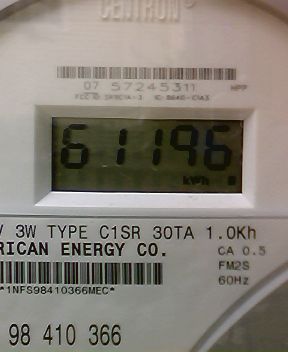 CENTRON
07 57245311
61196
kWh
V 3W TYPE C1SR 30TA 1.0Kh
RICAN ENERGY CO.
CA 0.5
FM2S
60Hz
*1NFS98410366MEC*
98 410 366